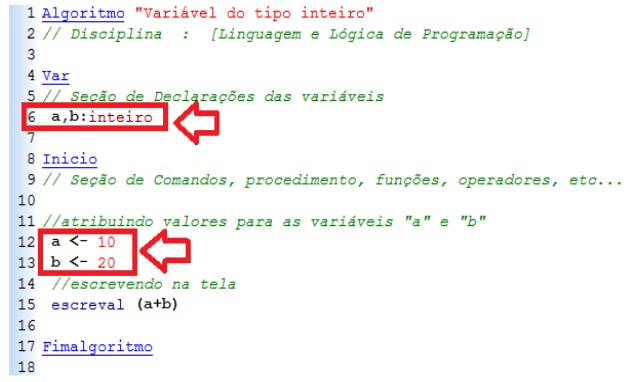 1 Algoritmo "Variável do tipo inteiro"
2 // Disciplina : [Linguagem e Lógica de Programação]
3
4 Var
5 // Seção de Declarações das variáveis
6 a,b:inteiro
7
8 Inicio
9 // Seção de Comandos, procedimento, funções, operadores, etc...
10
11 //atribuindo valores para as variáveis "a" e "b"
12 a <- 10
13 b <- 20
14 //escrevendo na tela
15 escreval (a+b)
16
17 Fimalgoritmo
18